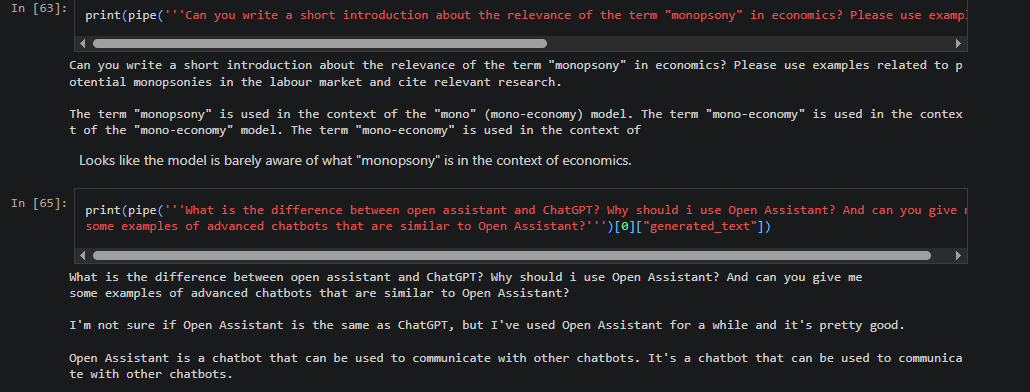 In [63]:
print(pipe('''Can you write a short introduction about the relevance of the term "monopsony" in economics? Please use exampl
Can you write a short introduction about the relevance of the term "monopsony" in economics? Please use examples related to p
otential monopsonies in the labour market and cite relevant research.
The term "monopsony" is used in the context of the "mono" (mono-economy) model. The term "mono-economy" is used in the contex
t of the "mono-economy" model. The term "mono-economy" is used in the context of
Looks like the model is barely aware of what "monopsony" is in the context of economics.
In [65]:
print(pipe('''What is the difference between open assistant and ChatGPT? Why should i use Open Assistant? And can you give
some examples of advanced chatbots that are similar to Open Assistant?''')[0]["generated_text"])
What is the difference between open assistant and ChatGPT? Why should i use Open Assistant? And can you give me
some examples of advanced chatbots that are similar to Open Assistant?
I'm not sure if Open Assistant is the same as ChatGPT, but I've used Open Assistant for a while and it's pretty good.
Open Assistant is a chatbot that can be used to communicate with other chatbots. It's a chatbot that can be used to communica
te with other chatbots.